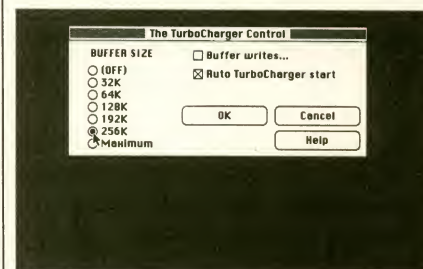 The TurboCharger Control
BUFFER SIZE
(OFF)
32K
64K
128K
192K
256K
Maximum
Buffer writes...
Auto TurboCharger start
OK
Cancel
Help